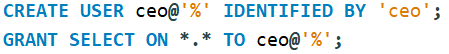 CREATE USER ceo@'%' IDENTIFIED BY 'ceo';
GRANT SELECT ON *.* TO ceo@'%';